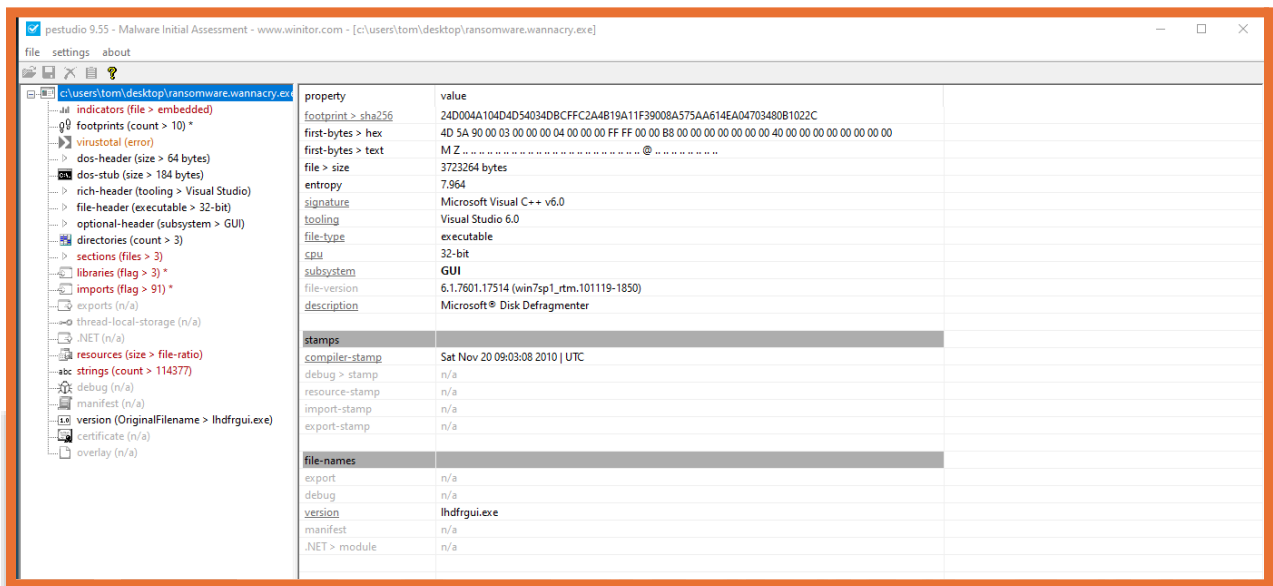 pestudio 9.55 - Malware Initial Assessment - www.winitor.com - [c:\users\tom\desktop\ransomware.wannacry.exe]
file settings about
c:\users\tom\desktop\ransomware.wannacry.exe
indicators (file > embedded)
footprints (count > 10) *
virustotal (error)
dos-header (size > 64 bytes)
dos-stub (size > 184 bytes)
rich-header (tooling > Visual Studio)
file-header (executable > 32-bit)
optional-header (subsystem > GUI)
directories (count > 3)
sections (files > 3)
libraries (flag > 3) *
imports (flag > 91) *
exports (n/a)
thread-local-storage (n/a)
.NET (n/a)
resources (size > file-ratio)
abc strings (count > 114377)
debug (n/a)
manifest (n/a)
1.0 version (OriginalFilename > lhdfrgui.exe)
certificate (n/a)
overlay (n/a)
property value
footprint > sha256 24D004A104D4D54034DBCFFC2A4B19A11F39008A575AA614EA04703480B1022C
first-bytes > hex 4D 5A 90 00 03 00 00 00 04 00 00 00 FF FF 00 00 B8 00 00 00 00 00 00 00 40 00 00 00 00 00 00 00
first-bytes > text M Z .. .. .. .. .. .. .. .. .. .. .. .. .. .. .. .. .. .. .. .. .. .. @ .. .. .. .. .. .. ..
file > size 3723264 bytes
entropy 7.964
signature Microsoft Visual C++ v6.0
tooling Visual Studio 6.0
file-type executable
cpu 32-bit
subsystem GUI
file-version 6.1.7601.17514 (win7sp1_rtm.101119-1850)
description Microsoft® Disk Defragmenter
stamps
compiler-stamp Sat Nov 20 09:03:08 2010 | UTC
debug > stamp n/a
resource-stamp n/a
import-stamp n/a
export-stamp n/a
file-names
export n/a
debug n/a
version lhdfrgui.exe
manifest n/a
.NET > module n/a